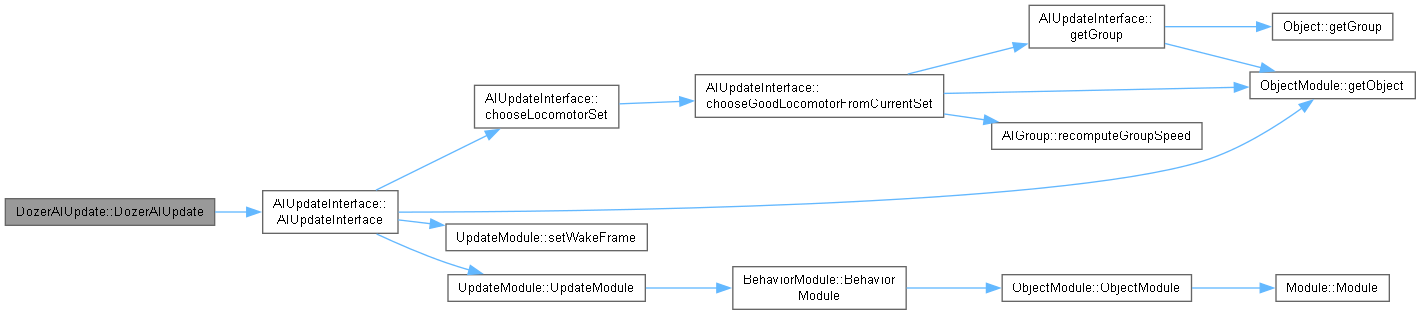 DozerAIUpdate::DozerAIUpdate
AIUpdateInterface::
AIUpdateInterface
AIUpdateInterface::
chooseLocomotorSet
AIUpdateInterface::
chooseGoodLocomotorFromCurrentSet
AIUpdateInterface::
getGroup
Object::getGroup
ObjectModule::getObject
AIGroup::recomputeGroupSpeed
UpdateModule::setWakeFrame
UpdateModule::UpdateModule
BehaviorModule::Behavior
Module
ObjectModule::ObjectModule
Module::Module